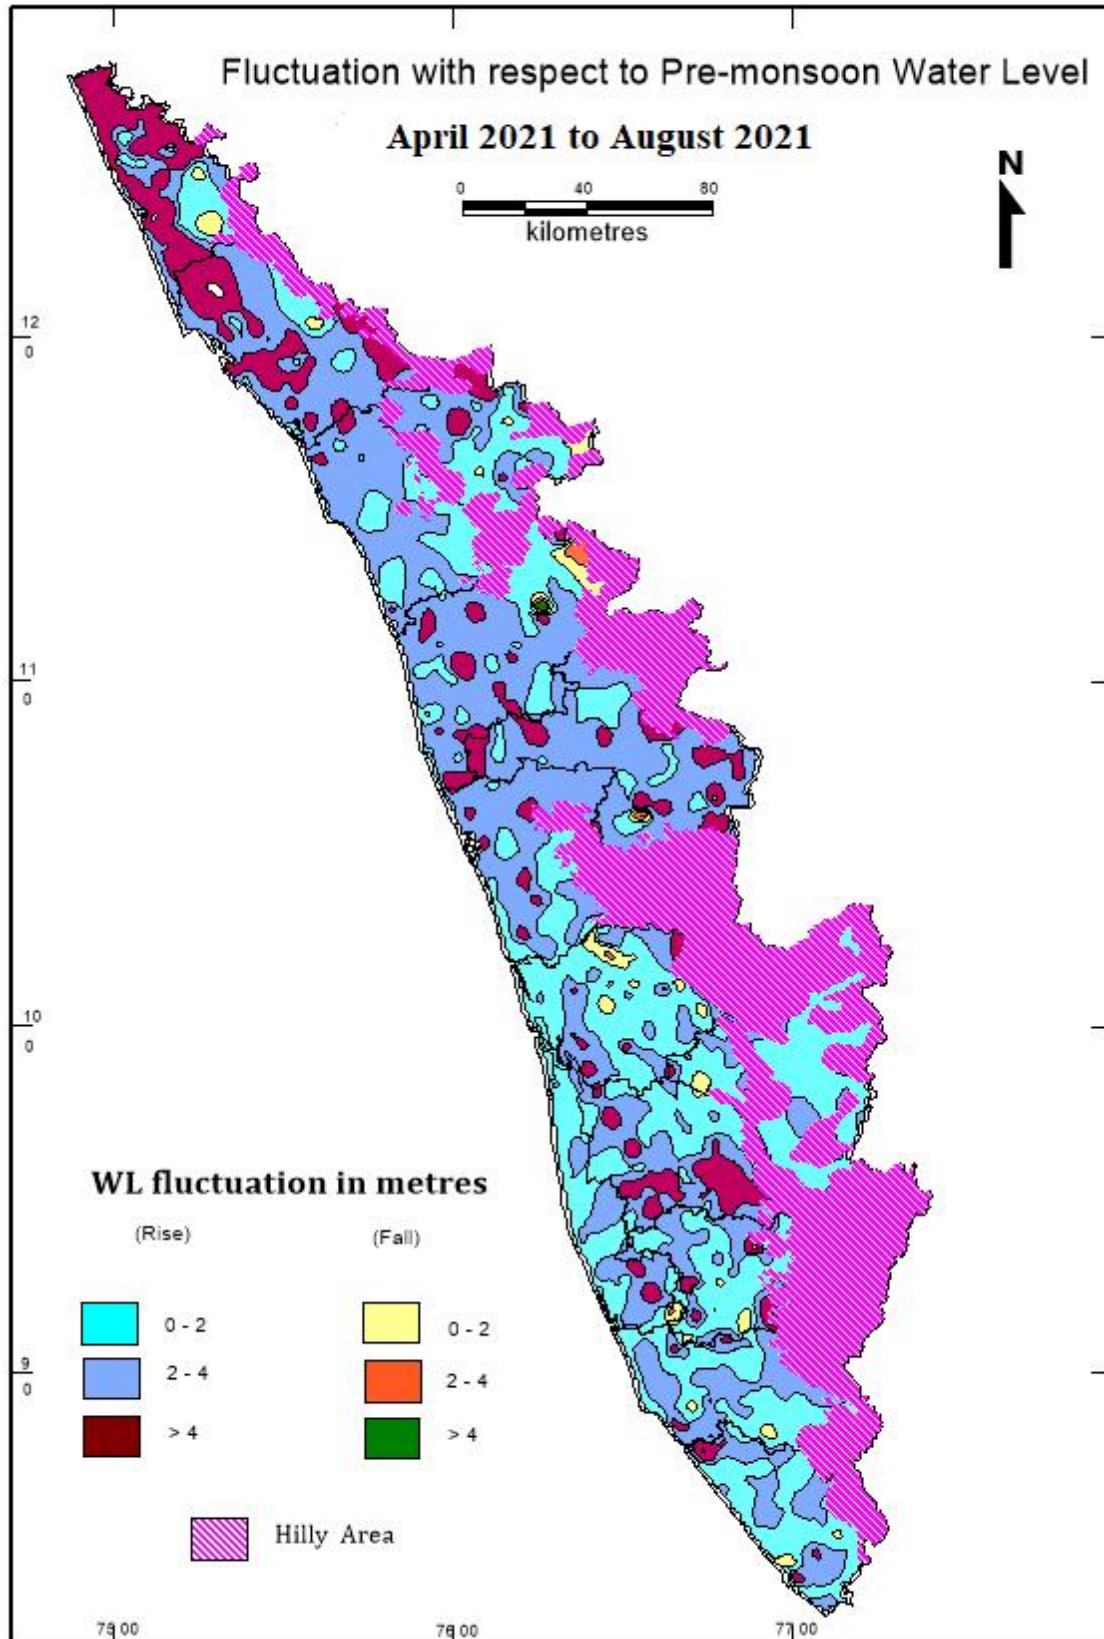 Fluctuation with respect to Pre-monsoon Water Level
April 2021 to August 2021
N
0 40 80
kilometres
12
0
11
0
10
0
9
0
WL fluctuation in metres
(Rise) (Fall)
0 - 2 0 - 2
2 - 4 2 - 4
> 4 > 4
Hilly Area
75 00 76 00 77 00